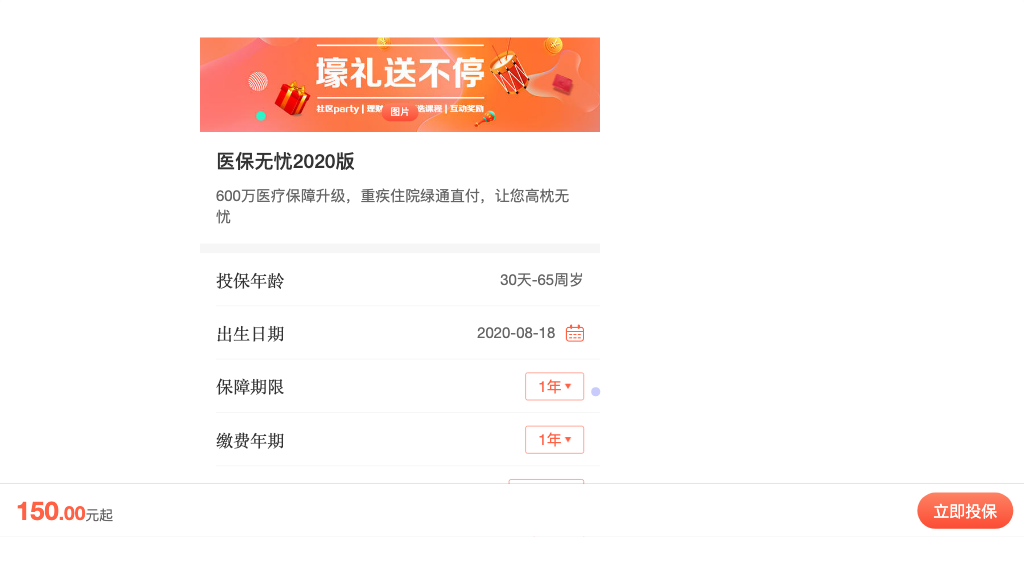 壕礼送不停
社区party | 理财
图片
选课程 | 互动奖励
医保无忧2020版
600万医疗保障升级，重疾住院绿通直付，让您高枕无
忧
投保年龄 30天-65周岁
出生日期 2020-08-18
保障期限 1年
缴费年期 1年
150.00元起 立即投保